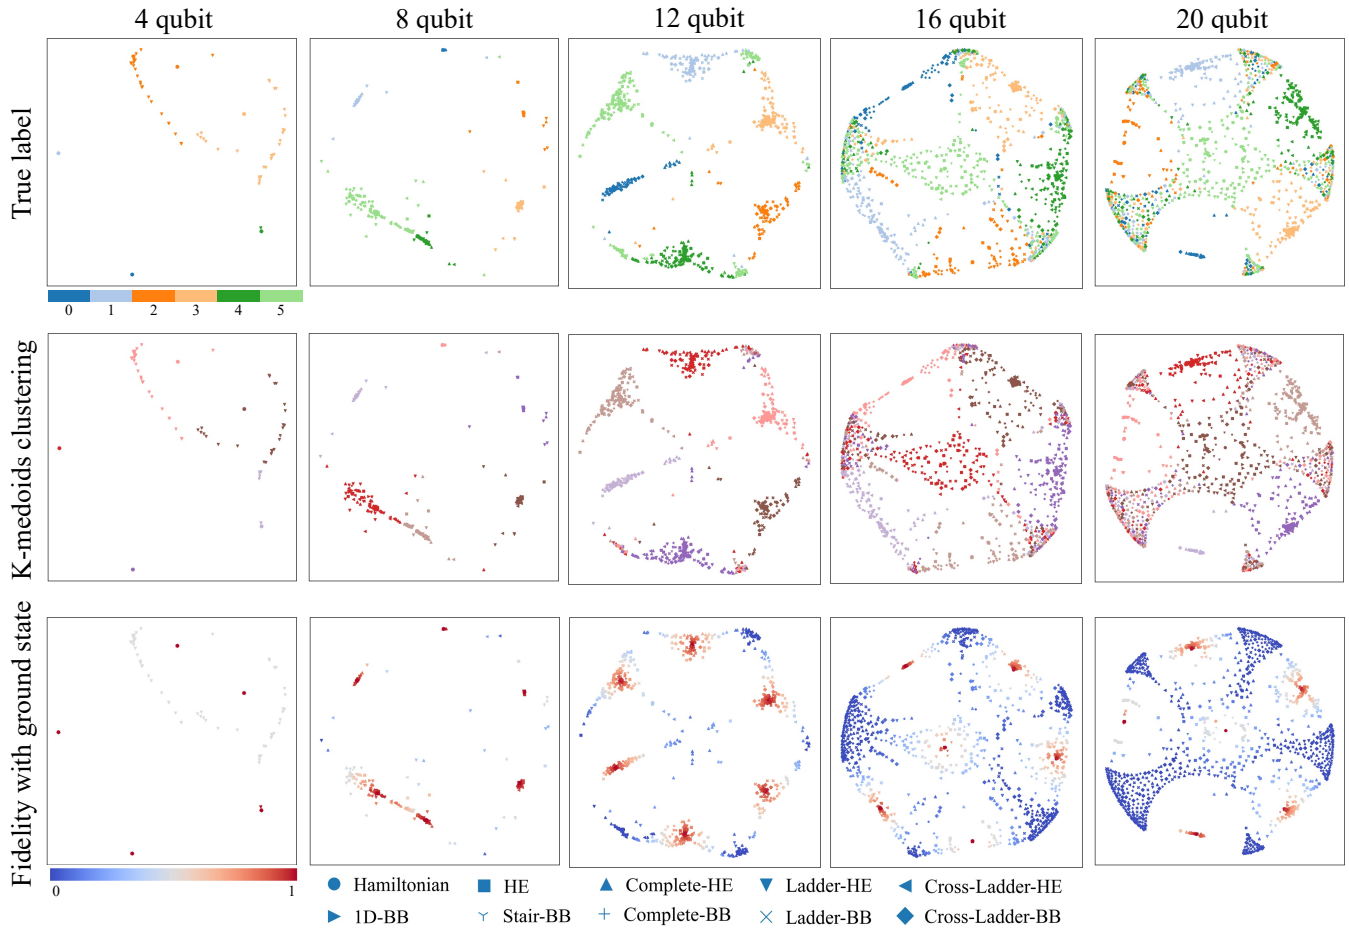 4 qubit 8 qubit 12 qubit 16 qubit 20 qubit
True label
0 1 2 3 4 5
K-medoids clustering
Fidelity with ground state
0 1
Hamiltonian HE Complete-HE Ladder-HE Cross-Ladder-HE
1D-BB Stair-BB Complete-BB Ladder-BB Cross-Ladder-BB